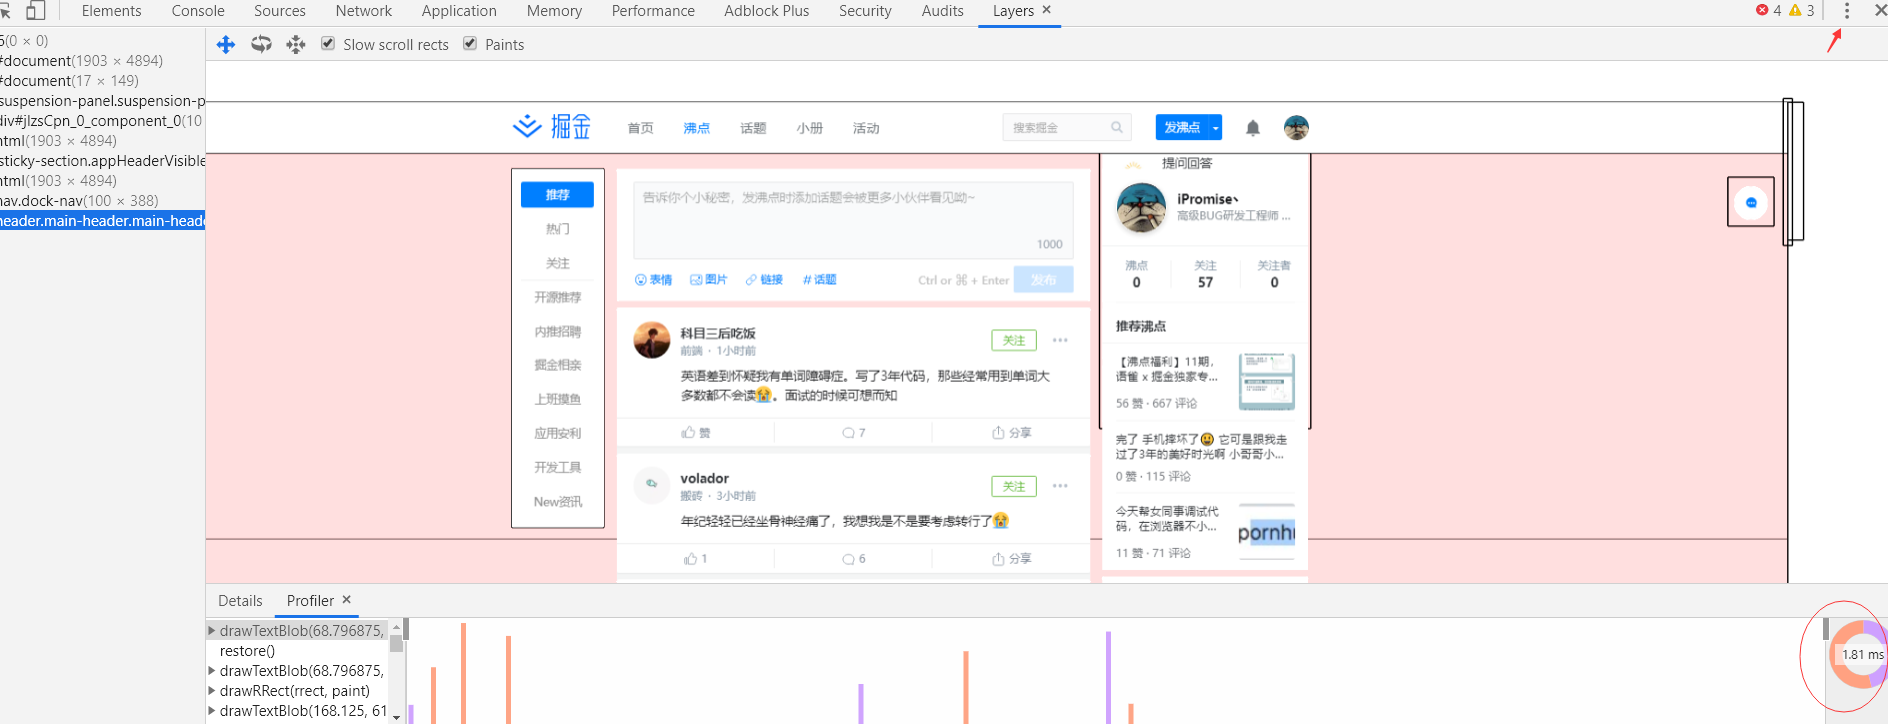 Elements Console Sources Network Application Memory Performance Adblock Plus Security Audits Layers × 4 3
Slow scroll rects Paints
(0 × 0)
#document(1903 × 4894)
#document(17 × 149)
suspension-panel.suspension-p
div#jlzsCpn_0_component_0(10
html(1903 × 4894)
sticky-section.appHeaderVisible
html(1903 × 4894)
nav.dock-nav(100 × 388)
header.main-header.main-head
掘金 首页 沸点 话题 小册 活动 搜索掘金 发沸点
推荐
热门
关注
开源推荐
内推招聘
掘金相亲
上班摸鱼
应用安利
开发工具
New资讯
告诉你个小秘密，发沸点时添加话题会被更多小伙伴看见呦~
1000
表情 图片 链接 #话题 Ctrl or ⌘ + Enter 发布
科目三后吃饭
前端 · 1小时前
关注
英语差到怀疑我有单词障碍症。写了3年代码，那些经常用到单词大
多数都不会读😭。面试的时候可想而知
赞 7 分享
volador
搬砖 · 3小时前
关注
年纪轻轻已经坐骨神经痛了，我想我是不是要考虑转行了😭
1 6 分享
提问回答
iPromise、
高级BUG研发工程师 ...
沸点 关注 关注者
0 57 0
推荐沸点
【沸点福利】11期，
语雀 x 掘金独家专...
56 赞 · 667 评论
完了 手机摔坏了😃 它可是跟我走
过了3年的美好时光啊 小哥哥小...
0 赞 · 115 评论
今天帮女同事调试代
码，在浏览器不小...
11 赞 · 71 评论
pornhu
Details Profiler ×
drawTextBlob(68.796875,
restore()
drawTextBlob(68.796875,
drawRRect(rrect, paint)
drawTextBlob(168.125, 61
1.81 ms